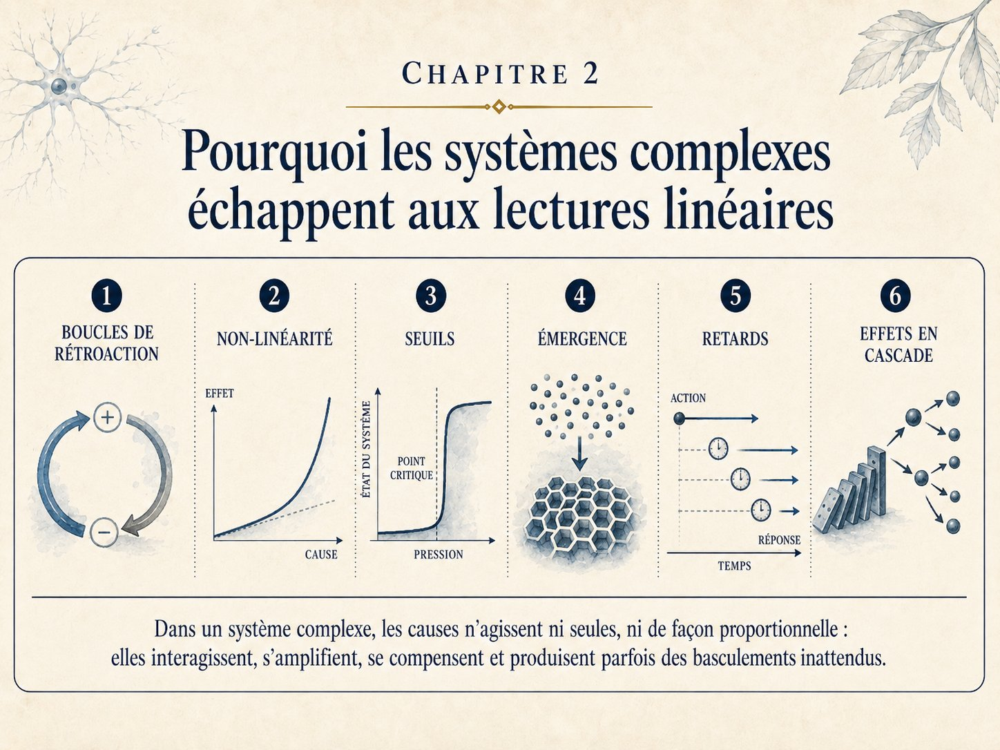 CHAPITRE 2
Pourquoi les systèmes complexes
échappent aux lectures linéaires
1
BOUCLES DE
RÉTROACTION
+
−
2
NON-LINÉARITÉ
EFFET
CAUSE
3
SEUILS
ÉTAT DU SYSTÈME
POINT
CRITIQUE
PRESSION
4
ÉMERGENCE
5
RETARDS
ACTION
RÉPONSE
TEMPS
6
EFFETS EN
CASCADE
Dans un système complexe, les causes n’agissent ni seules, ni de façon proportionnelle :
elles interagissent, s’amplifient, se compensent et produisent parfois des basculements inattendus.